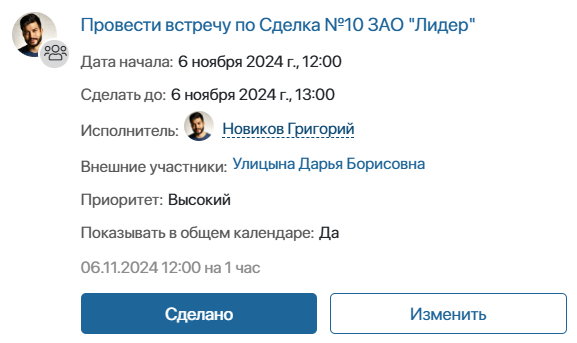 Провести встречу по Сделка №10 ЗАО "Лидер"
Дата начала: 6 ноября 2024 г., 12:00
Сделать до: 6 ноября 2024 г., 13:00
Исполнитель: Новиков Григорий
Внешние участники: Улицына Дарья Борисовна
Приоритет: Высокий
Показывать в общем календаре: Да
06.11.2024 12:00 на 1 час
Сделано Изменить